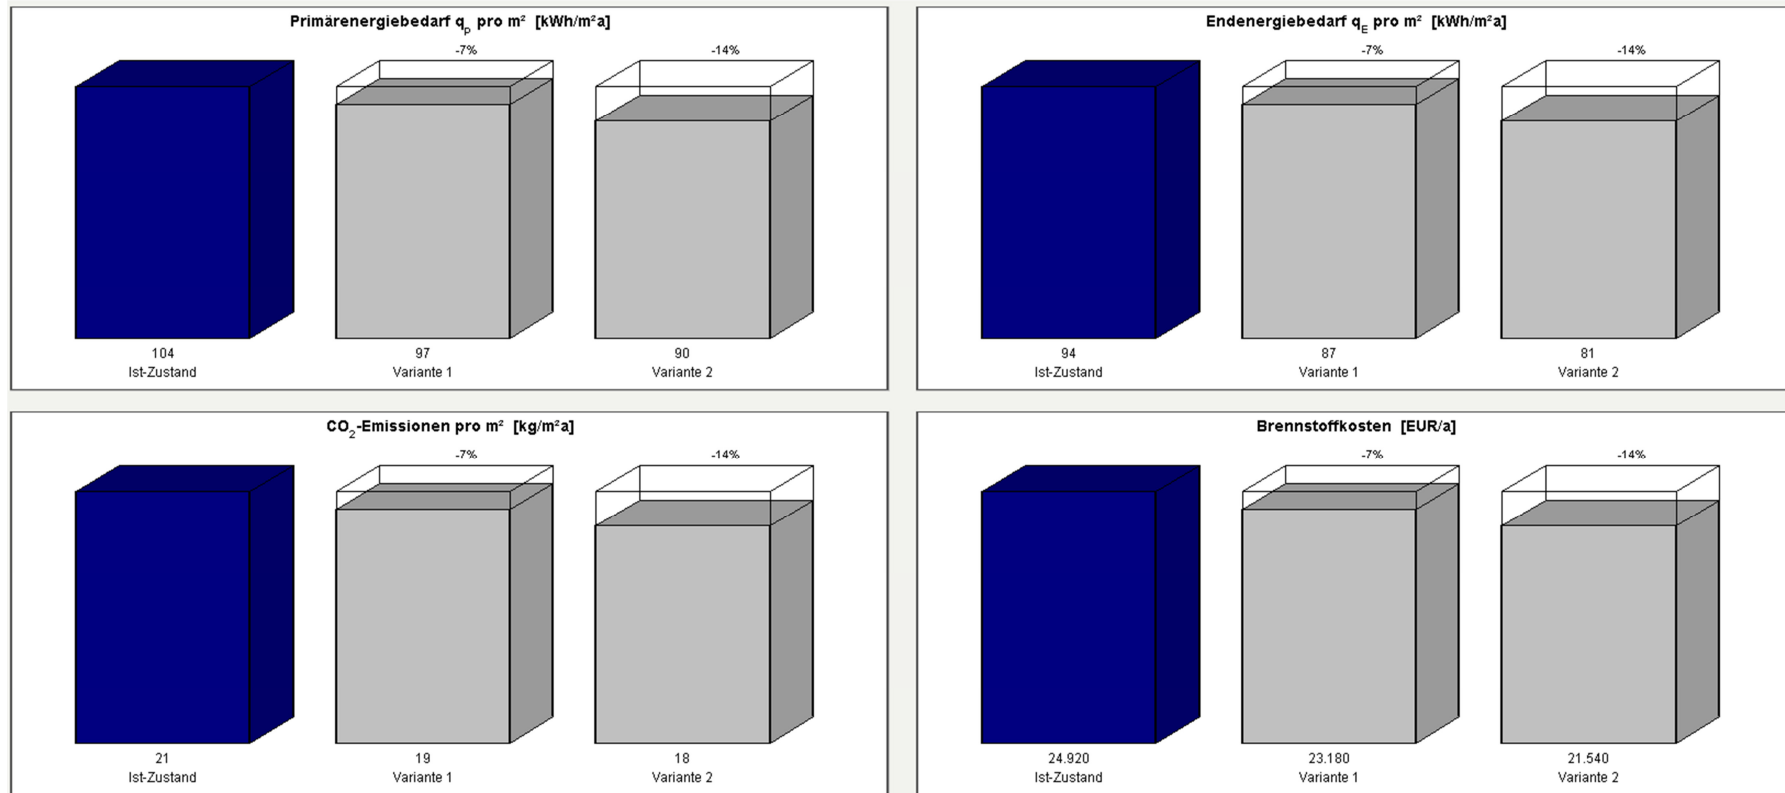 Primärenergiebedarf qp pro m² [kWh/m²a]
-7%
-14%
104
97
90
Ist-Zustand
Variante 1
Variante 2
Endenergiebedarf qE pro m² [kWh/m²a]
-7%
-14%
94
87
81
Ist-Zustand
Variante 1
Variante 2
CO2-Emissionen pro m² [kg/m²a]
-7%
-14%
21
19
18
Ist-Zustand
Variante 1
Variante 2
Brennstoffkosten [EUR/a]
-7%
-14%
24.920
23.180
21.540
Ist-Zustand
Variante 1
Variante 2